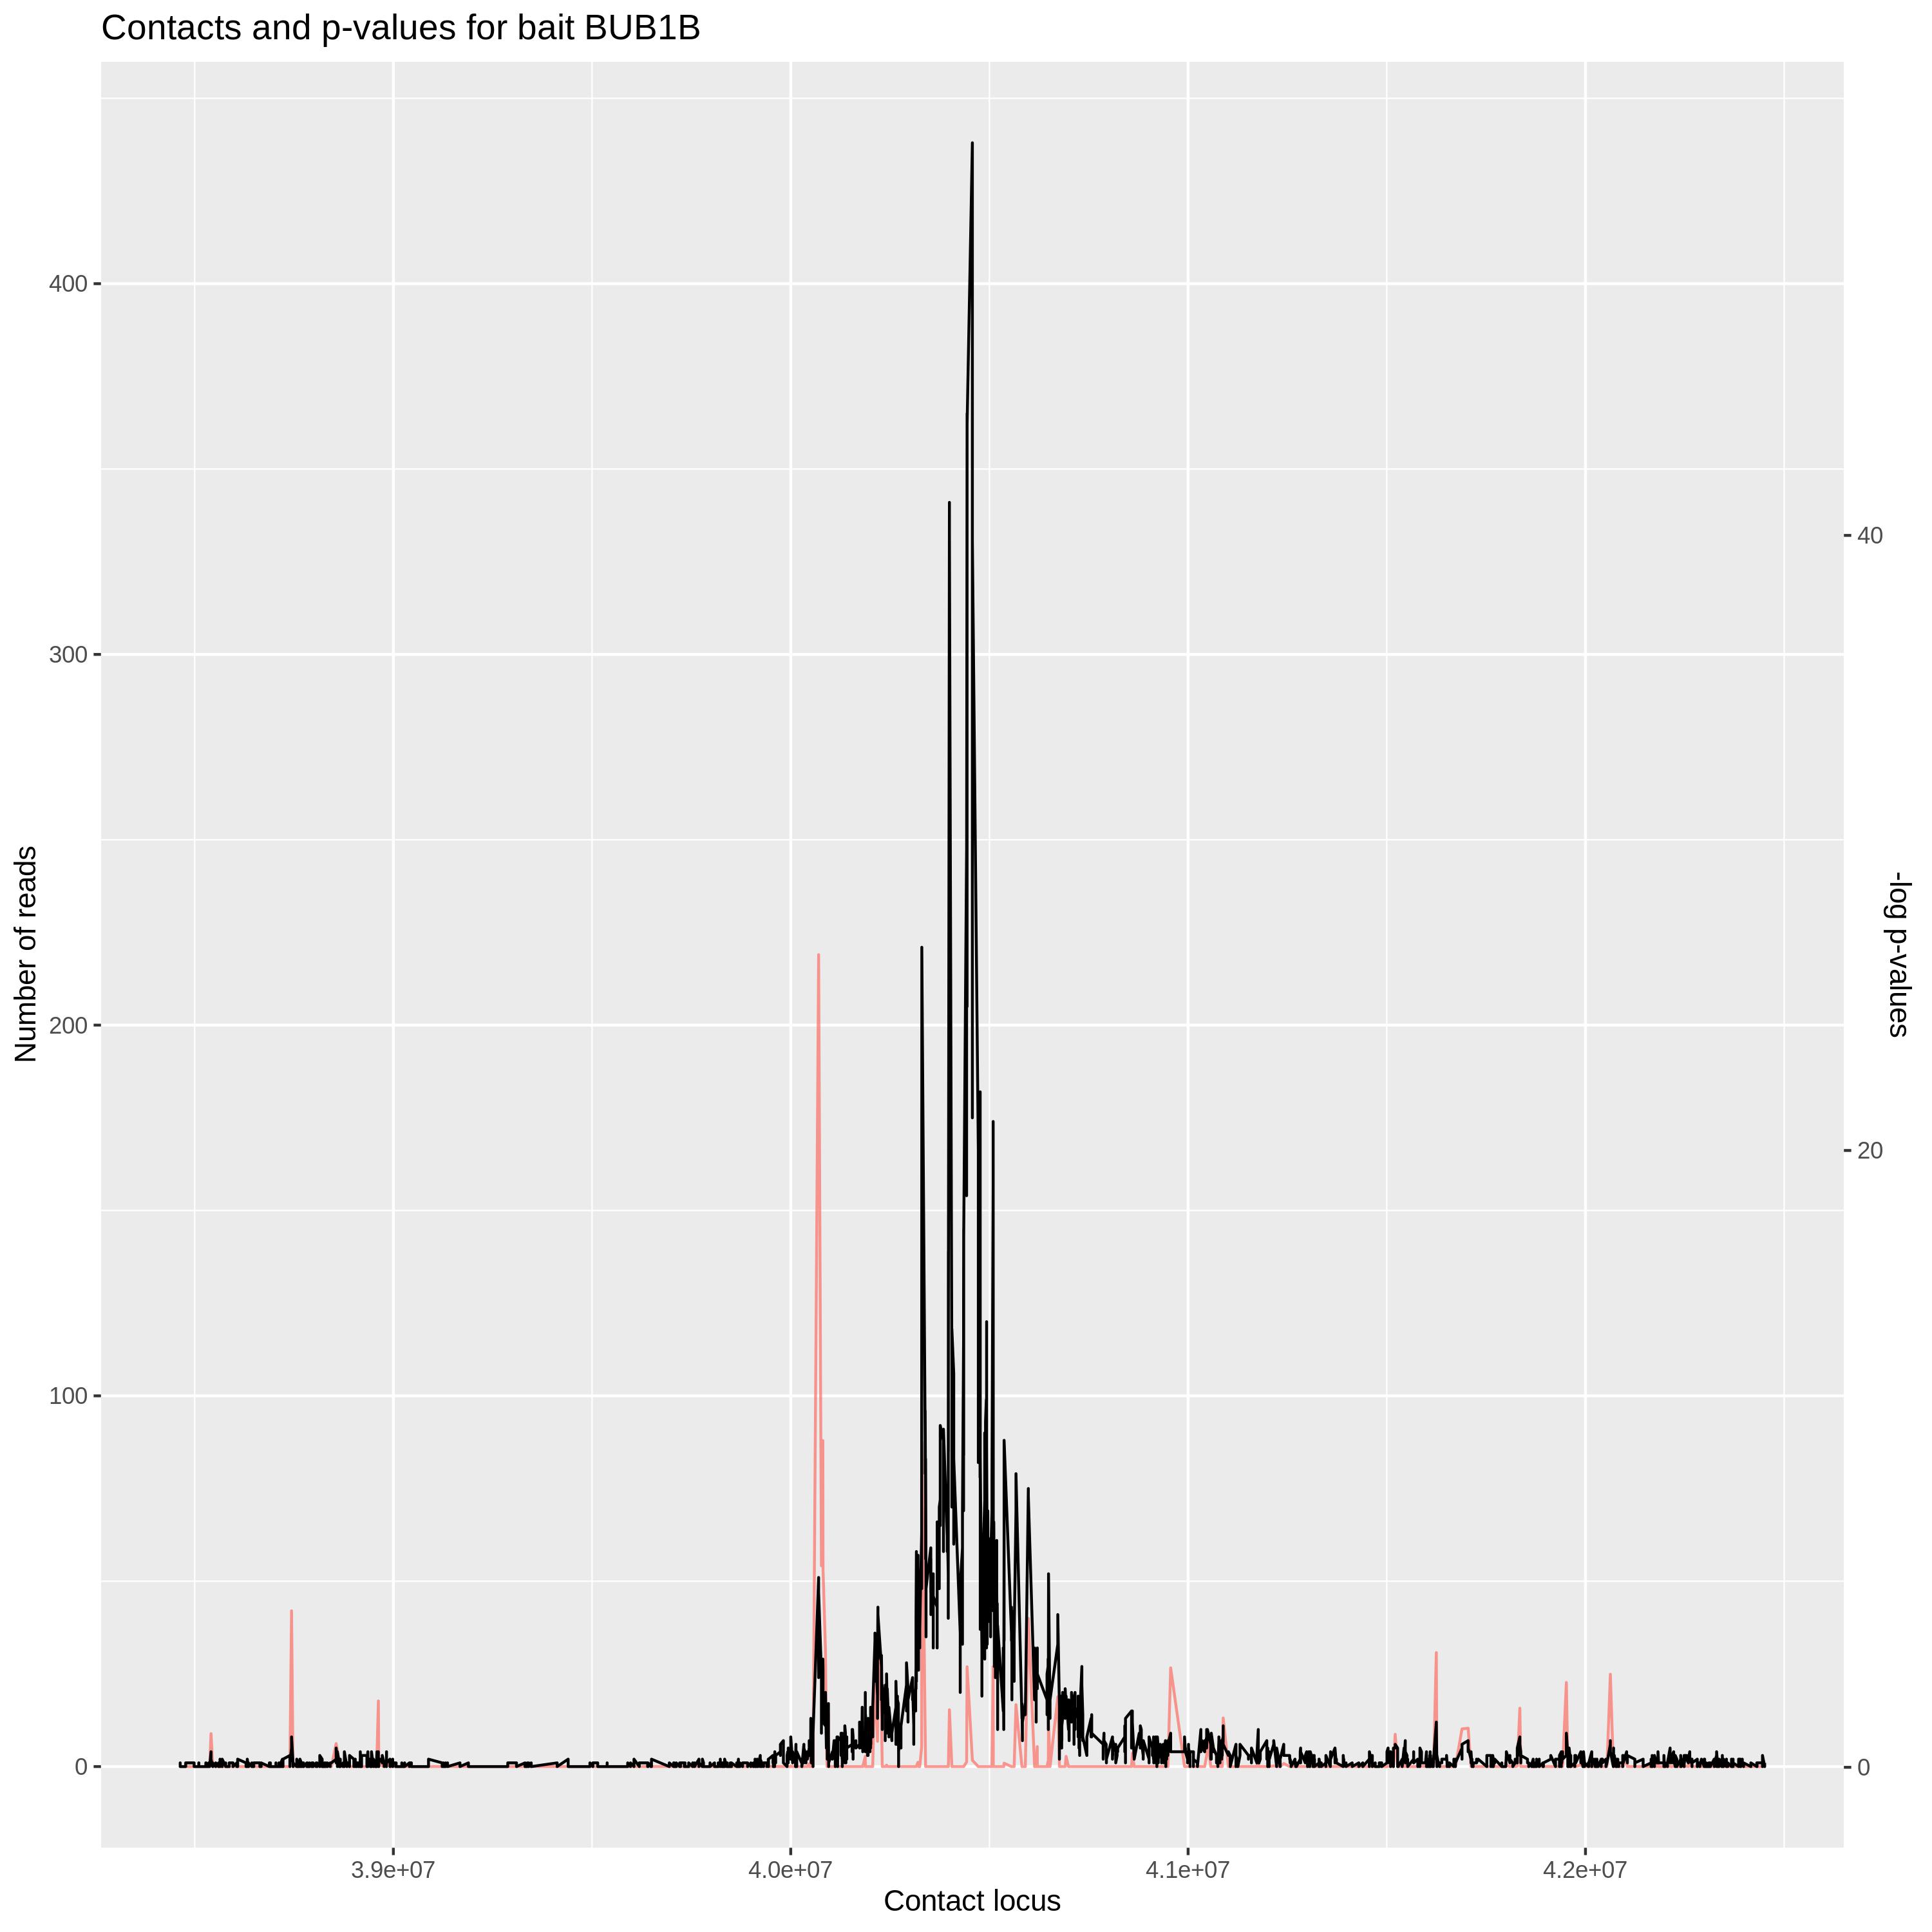 Contacts and p-values for bait BUB1B
400
300
200
100
0
Number of reads
40
20
0
-log p-values
3.9e+07
4.0e+07
4.1e+07
4.2e+07
Contact locus